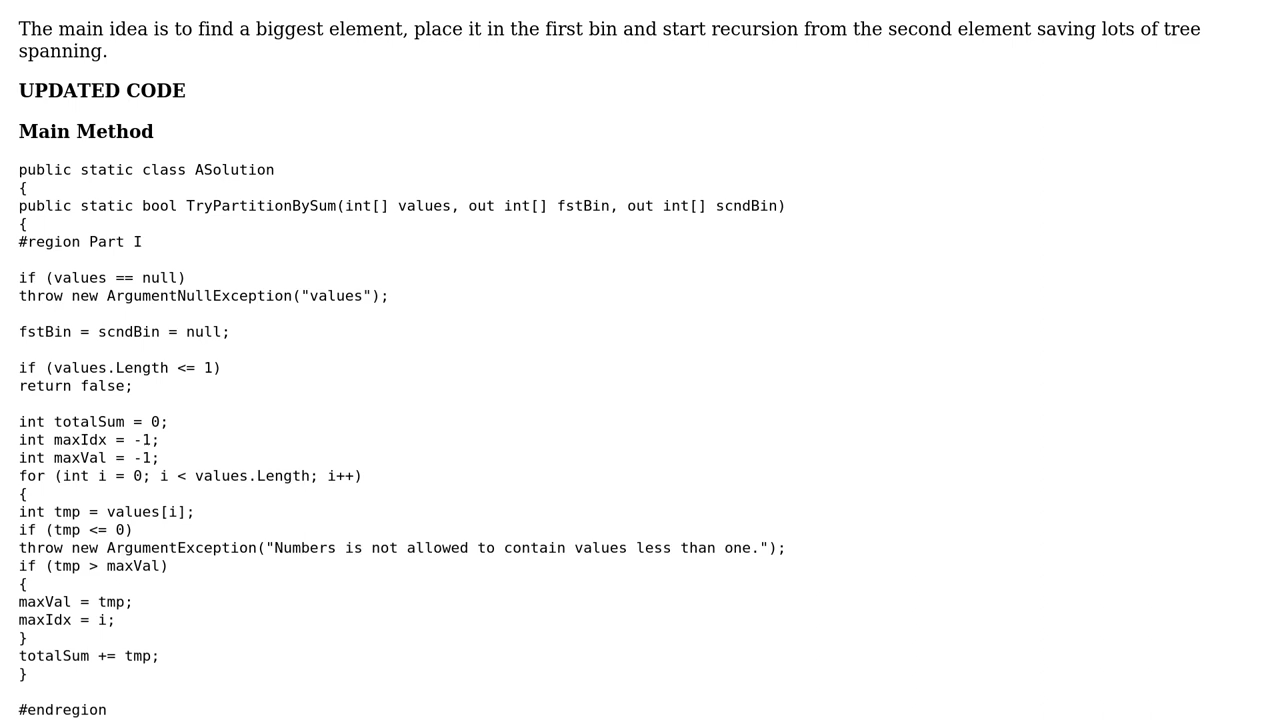 The main idea is to find a biggest element, place it in the first bin and start recursion from the second element saving lots of tree
spanning.
UPDATED CODE
Main Method
public static class ASolution
{
public static bool TryPartitionBySum(int[] values, out int[] fstBin, out int[] scndBin)
{
#region Part I
if (values == null)
throw new ArgumentNullException("values");
fstBin = scndBin = null;
if (values.Length <= 1)
return false;
int totalSum = 0;
int maxIdx = -1;
int maxVal = -1;
for (int i = 0; i < values.Length; i++)
{
int tmp = values[i];
if (tmp <= 0)
throw new ArgumentException("Numbers is not allowed to contain values less than one.");
if (tmp > maxVal)
{
maxVal = tmp;
maxIdx = i;
}
totalSum += tmp;
}
#endregion